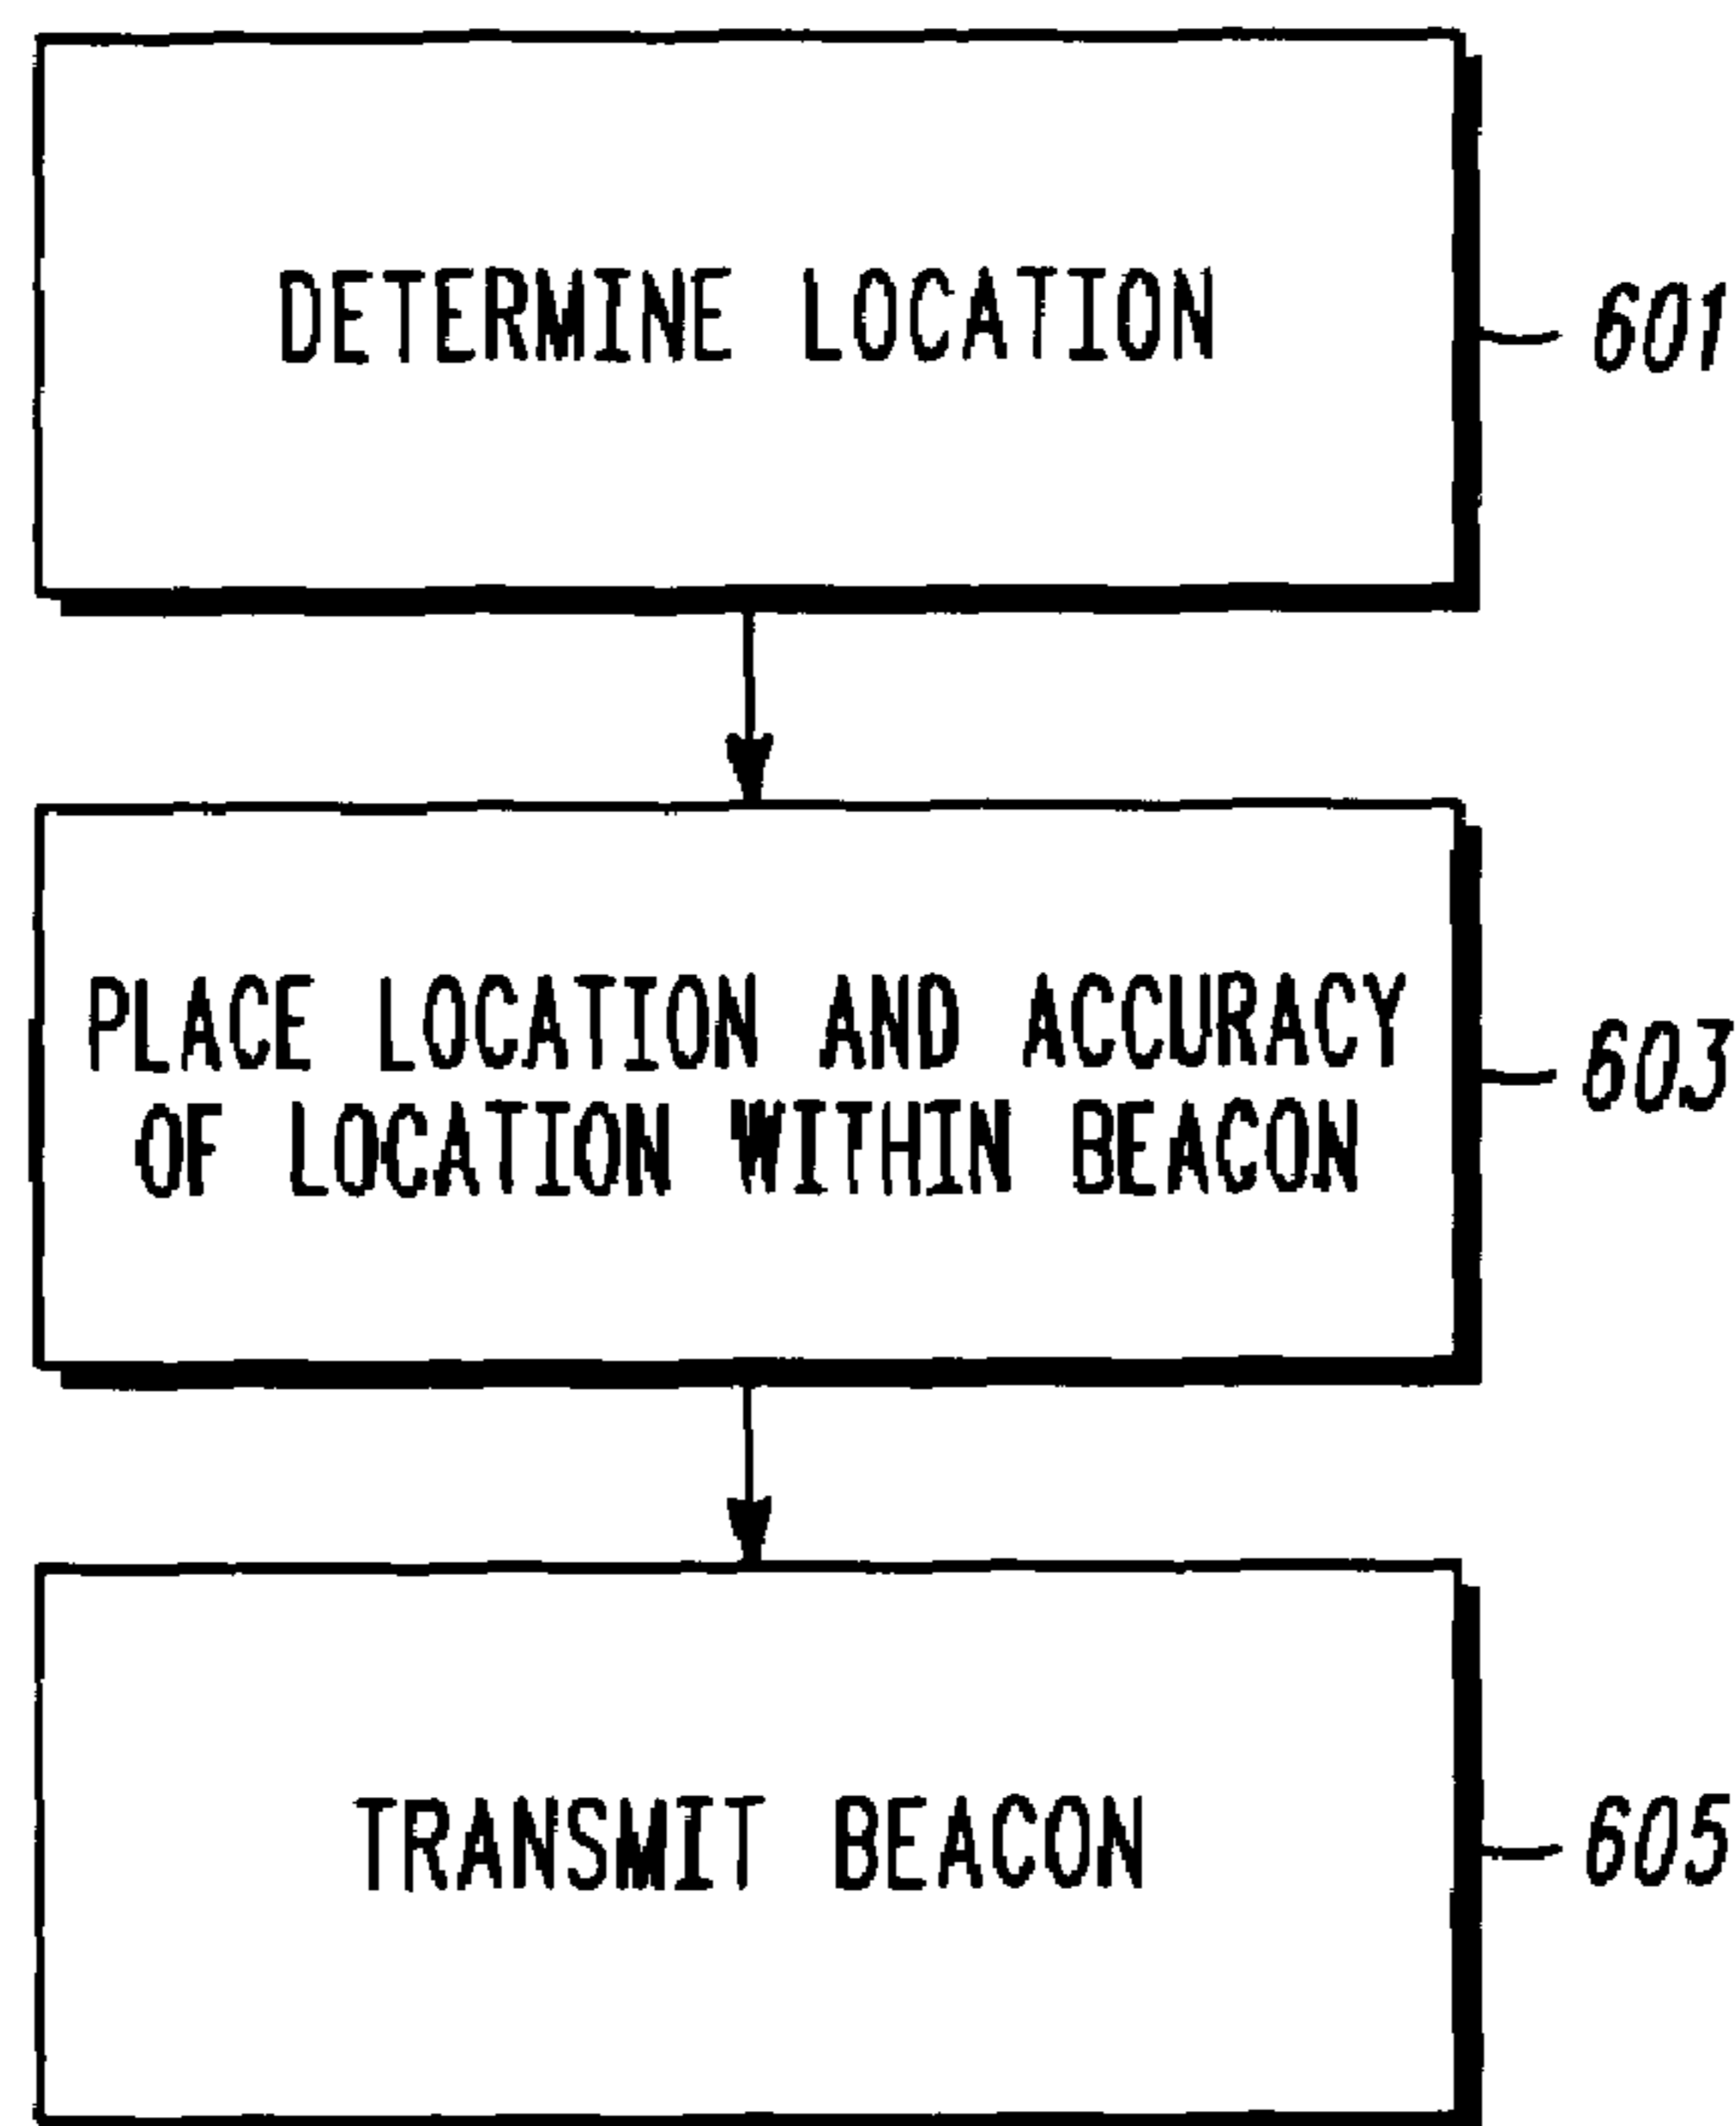 DETERMINE LOCATION
601
PLACE LOCATION AND ACCURACY
OF LOCATION WITHIN BEACON
603
TRANSMIT BEACON
605